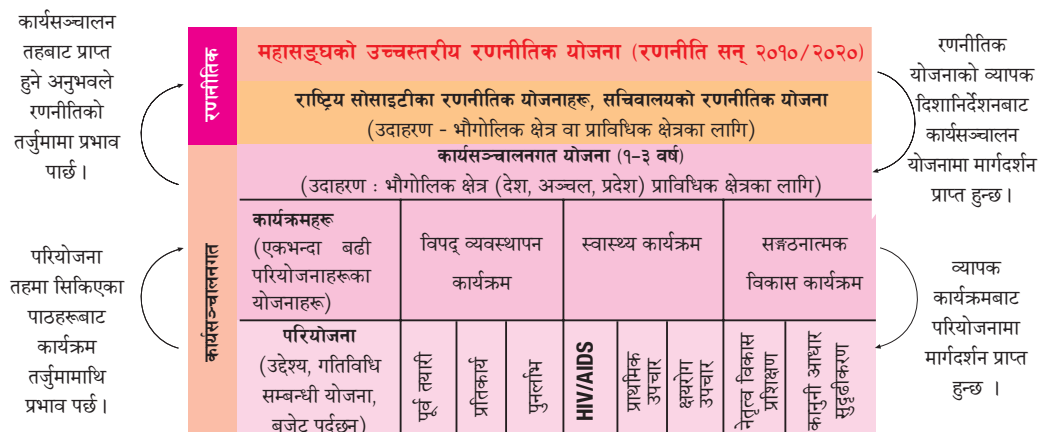 कार्यसञ्चालन
तहबाट प्राप्त
हुने अनुभवले
रणनीतिको
तर्जुमामा प्रभाव
पार्छ ।
परियोजना
तहमा सिकिएका
पाठहरूबाट
कार्यक्रम
तर्जुमामाथि
प्रभाव पर्छ ।
रणनीतिक
महासङ्घको उच्चस्तरीय रणनीतिक योजना (रणनीति सन् २०१०/२०२०)
राष्ट्रिय सोसाइटीका रणनीतिक योजनाहरू, सचिवालयको रणनीतिक योजना
(उदाहरण - भौगोलिक क्षेत्र वा प्राविधिक क्षेत्रका लागि)
कार्यसञ्चालनगत
कार्यसञ्चालनगत योजना (१–३ वर्ष)
(उदाहरण : भौगोलिक क्षेत्र (देश, अञ्चल, प्रदेश) प्राविधिक क्षेत्रका लागि)
कार्यक्रमहरू
(एकभन्दा बढी
परियोजनाहरूका
योजनाहरू)
विपद् व्यवस्थापन
कार्यक्रम
स्वास्थ्य कार्यक्रम
सङ्गठनात्मक
विकास कार्यक्रम
परियोजना
(उद्देश्य, गतिविधि
सम्बन्धी योजना,
बजेट पर्दछन्)
पूर्व तयारी
प्रतिकार्य
पुनर्लाभ
HIV/AIDS
प्राथमिक
उपचार
क्षयरोग
उपचार
नेतृत्व विकास
प्रशिक्षण
कानुनी आधार
सुदृढीकरण
रणनीतिक
योजनाको व्यापक
दिशानिर्देशनबाट
कार्यसञ्चालन
योजनामा मार्गदर्शन
प्राप्त हुन्छ ।
व्यापक
कार्यक्रमबाट
परियोजनामा
मार्गदर्शन प्राप्त
हुन्छ ।